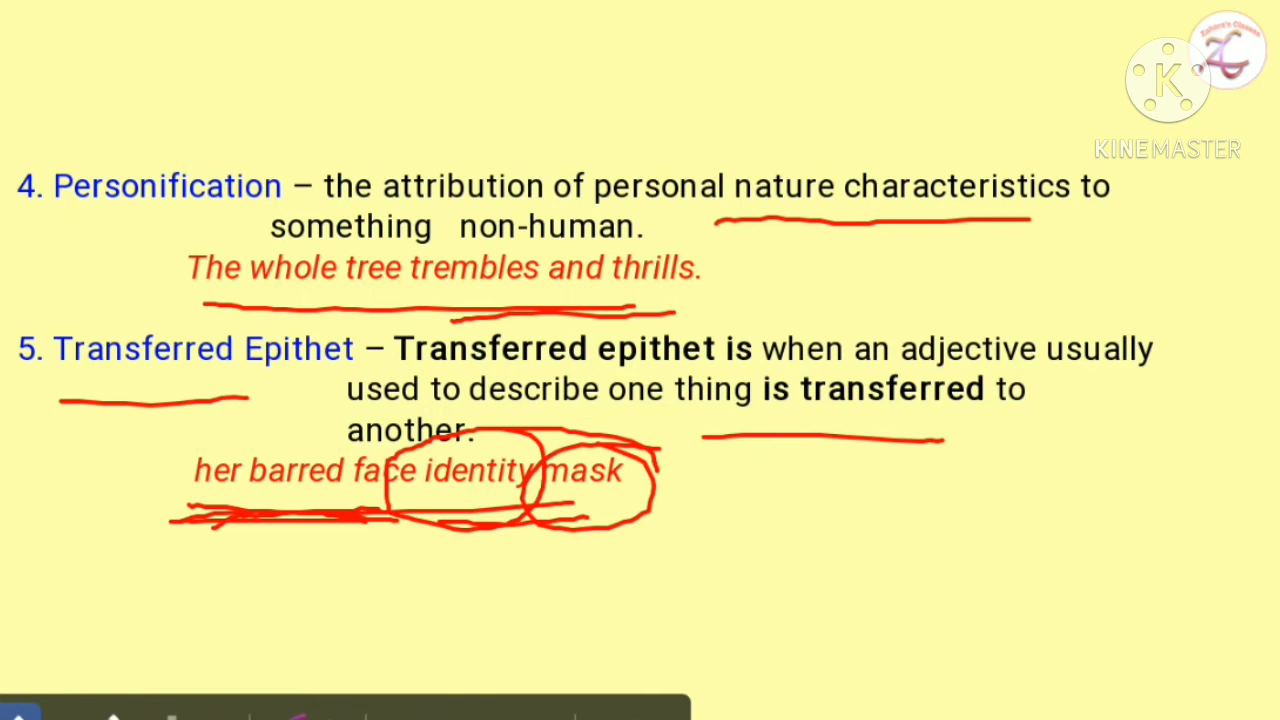 Zahara's Classes
KINEMASTER
4. Personification – the attribution of personal nature characteristics to
something non-human.
The whole tree trembles and thrills.
5. Transferred Epithet – Transferred epithet is when an adjective usually
used to describe one thing is transferred to
another.
her barred face identity mask